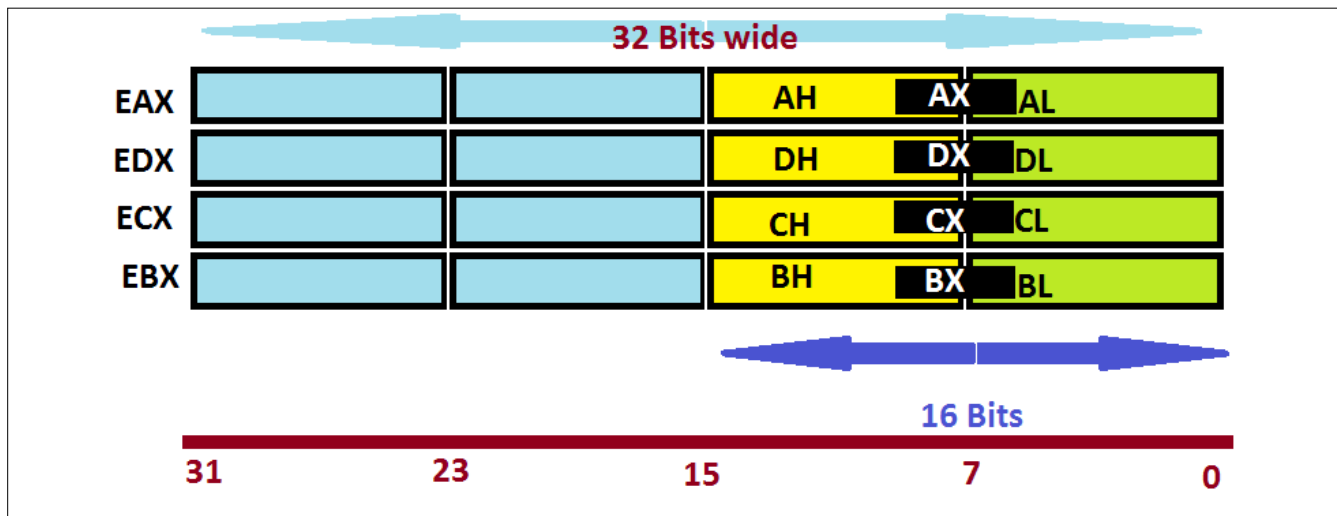 32 Bits wide
EAX AH AX AL
EDX DH DX DL
ECX CH CX CL
EBX BH BX BL
16 Bits
31 23 15 7 0